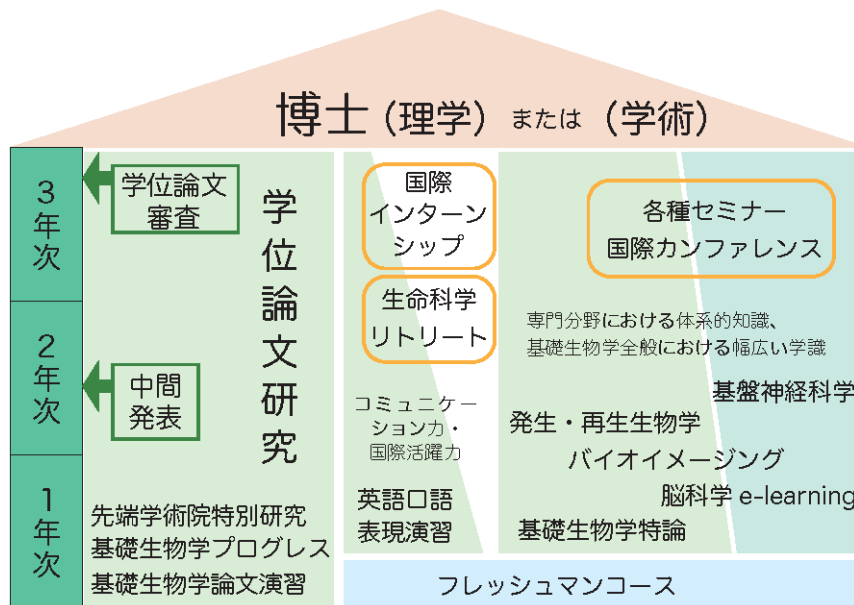 博士（理学）または（学術）
3年次
2年次
1年次
学位論文
審査
中間
発表
学位論文研究
先端学術院特別研究
基礎生物学プログレス
基礎生物学論文演習
国際
インターン
シップ
生命科学
リトリート
コミュニケー
ション力・
国際活躍力
英語口語
表現演習
各種セミナー
国際カンファレンス
専門分野における体系的知識、
基礎生物学全般における幅広い学識
基盤神経科学
発生・再生生物学
バイオイメージング
脳科学 e-learning
基礎生物学特論
フレッシュマンコース